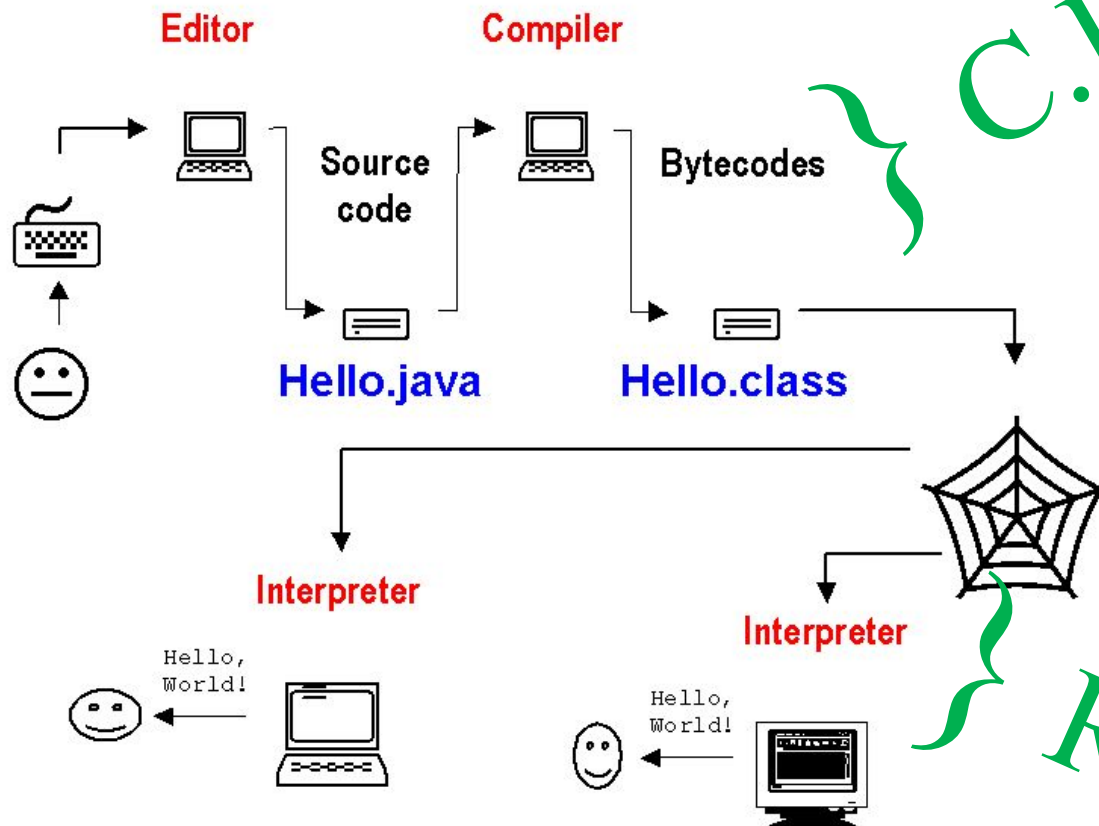 Editor
Compiler
C.
Source
code
Bytecodes
Hello.java
Hello.class
Interpreter
Interpreter
Hello,
World!
Hello,
World!